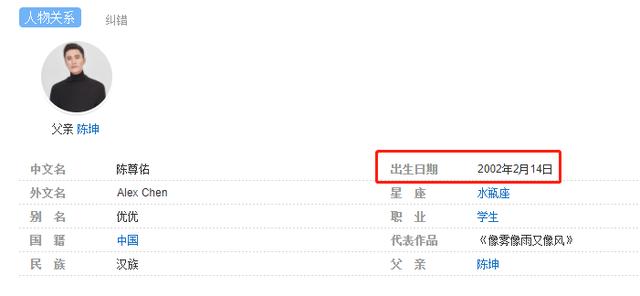 人物关系 纠错
父亲 陈坤
中文名 陈尊佑 出生日期 2002年2月14日
外文名 Alex Chen 星 座 水瓶座
别 名 优优 职 业 学生
国 籍 中国 代表作品 《像雾像雨又像风》
民 族 汉族 父 亲 陈坤